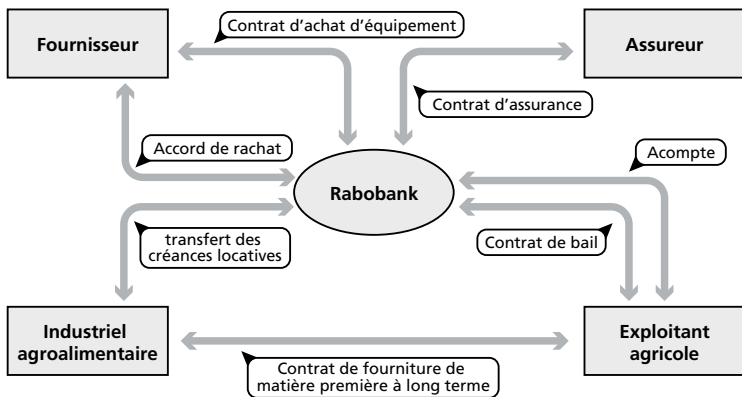 Contrat d’achat d’équipement
Fournisseur
Assureur
Contrat d’assurance
Accord de rachat
Acompte
Rabobank
transfert des
créances locatives
Contrat de bail
Industriel
agroalimentaire
Exploitant
agricole
Contrat de fourniture de
matière première à long terme